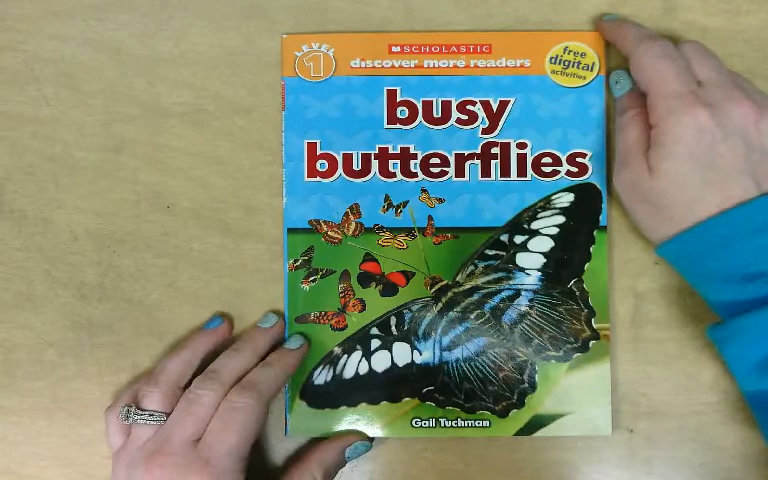 LEVEL
1
SCHOLASTIC
discover more readers
free
digital
activities
busy
butterflies
Gail Tuchman